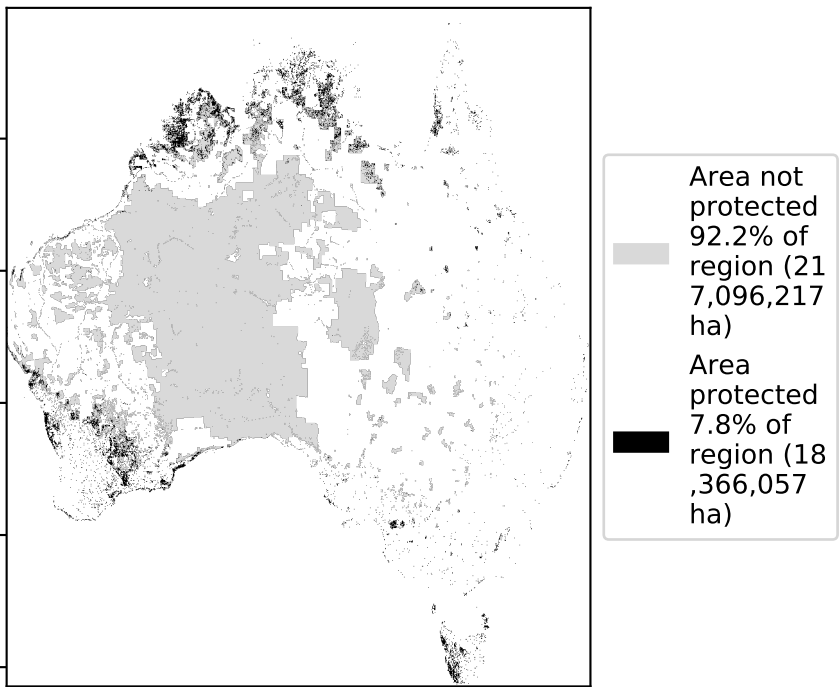 Area not
protected
92.2% of
region (21
7,096,217
ha)
Area
protected
7.8% of
region (18
,366,057
ha)